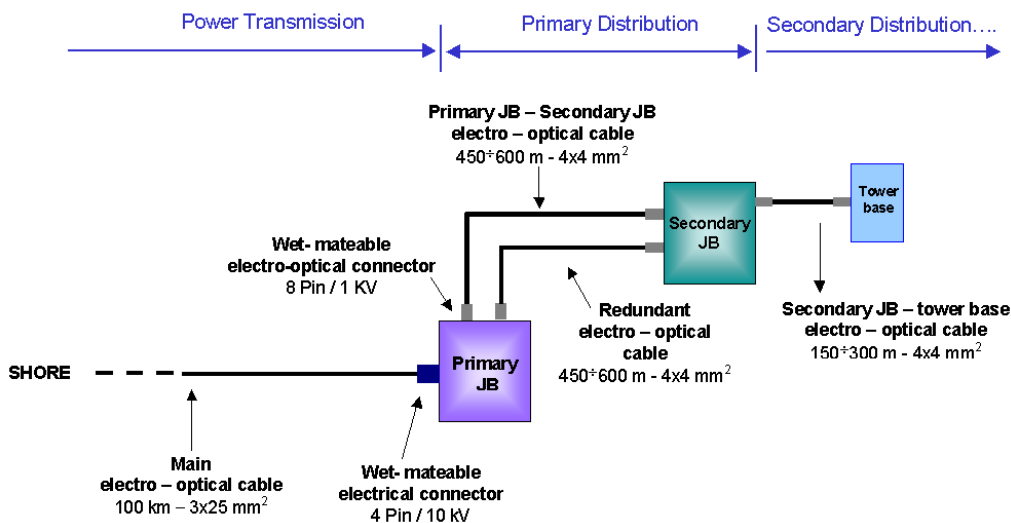 Power Transmission
Primary Distribution
Secondary Distribution....
Primary JB – Secondary JB
electro – optical cable
450÷600 m - 4x4 mm²
Tower
base
Secondary
JB
Wet- mateable
electro-optical connector
8 Pin / 1 KV
Redundant
electro – optical
cable
450÷600 m - 4x4 mm²
Secondary JB – tower base
electro – optical cable
150÷300 m - 4x4 mm²
Primary
JB
SHORE
Main
electro – optical cable
100 km – 3x25 mm²
Wet- mateable
electrical connector
4 Pin / 10 kV